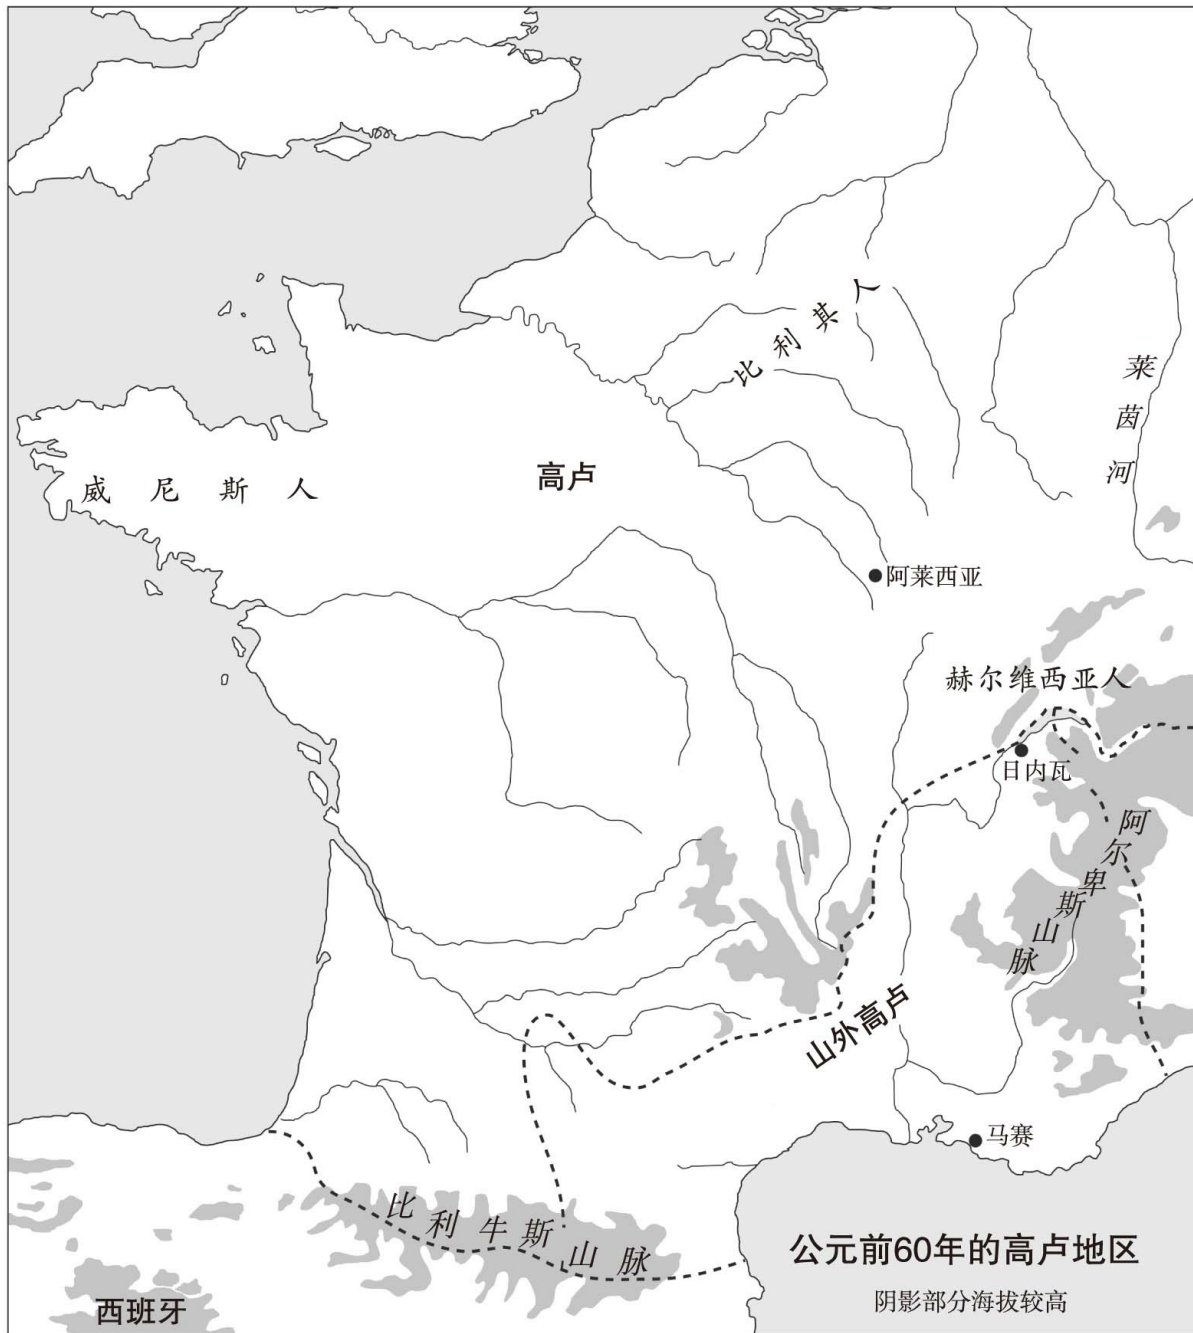 比利其人
莱茵河
高卢
威尼斯人
阿莱西亚
赫尔维西亚人
日内瓦
阿尔卑斯山脉
山外高卢
马赛
比利牛斯山脉
公元前60年的高卢地区
阴影部分海拔较高
西班牙